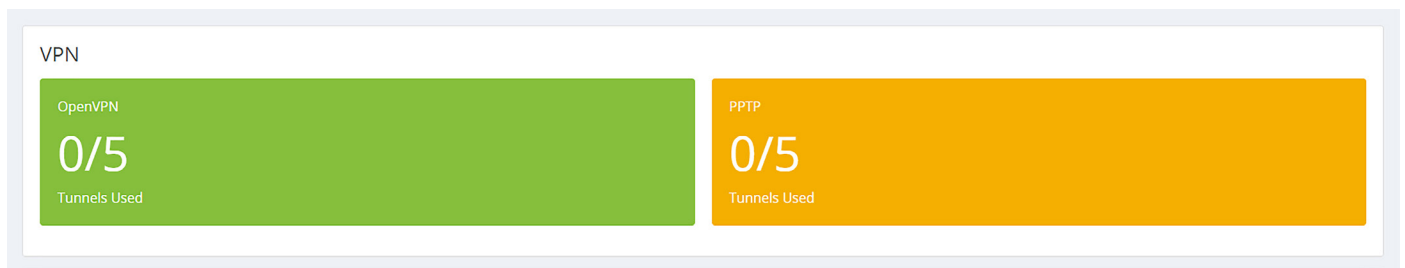 VPN
OpenVPN
0/5
Tunnels Used
PPTP
0/5
Tunnels Used